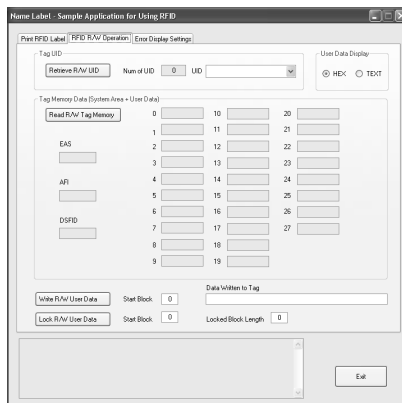 Name Label - Sample Application for Using RFID
Print RFID Label RFID R/W Operation Error Display Settings
Tag UID
Retrieve R/W UID Num of UID 0 UID
User Data Display
HEX TEXT
Tag Memory Data (System Area + User Data)
Read R/W Tag Memory
EAS
AFI
DSFID
0 10 20
1 11 21
2 12 22
3 13 23
4 14 24
5 15 25
6 16 26
7 17 27
8 18
9 19
Data Written to Tag
Write R/W User Data Start Block 0
Lock R/W User Data Start Block 0 Locked Block Length 0
Exit